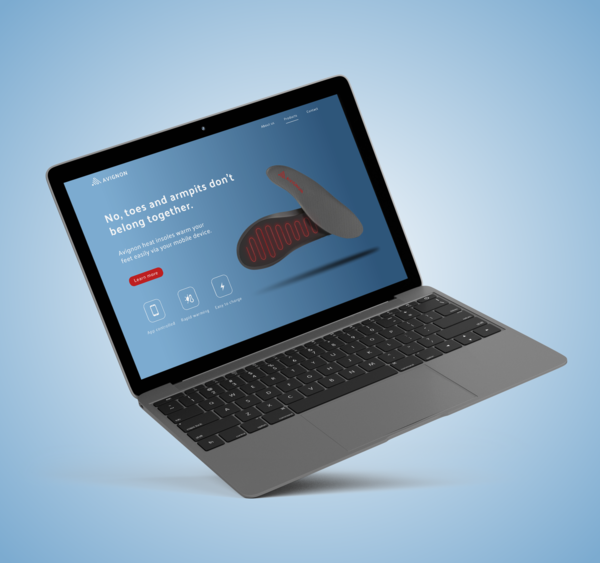 AVIGNON
About us Products Contact
No, toes and armpits don't
belong together.
Avignon heat insoles warm your
feet easily via your mobile device.
Learn more
App controlled Rapid working Easy to charge